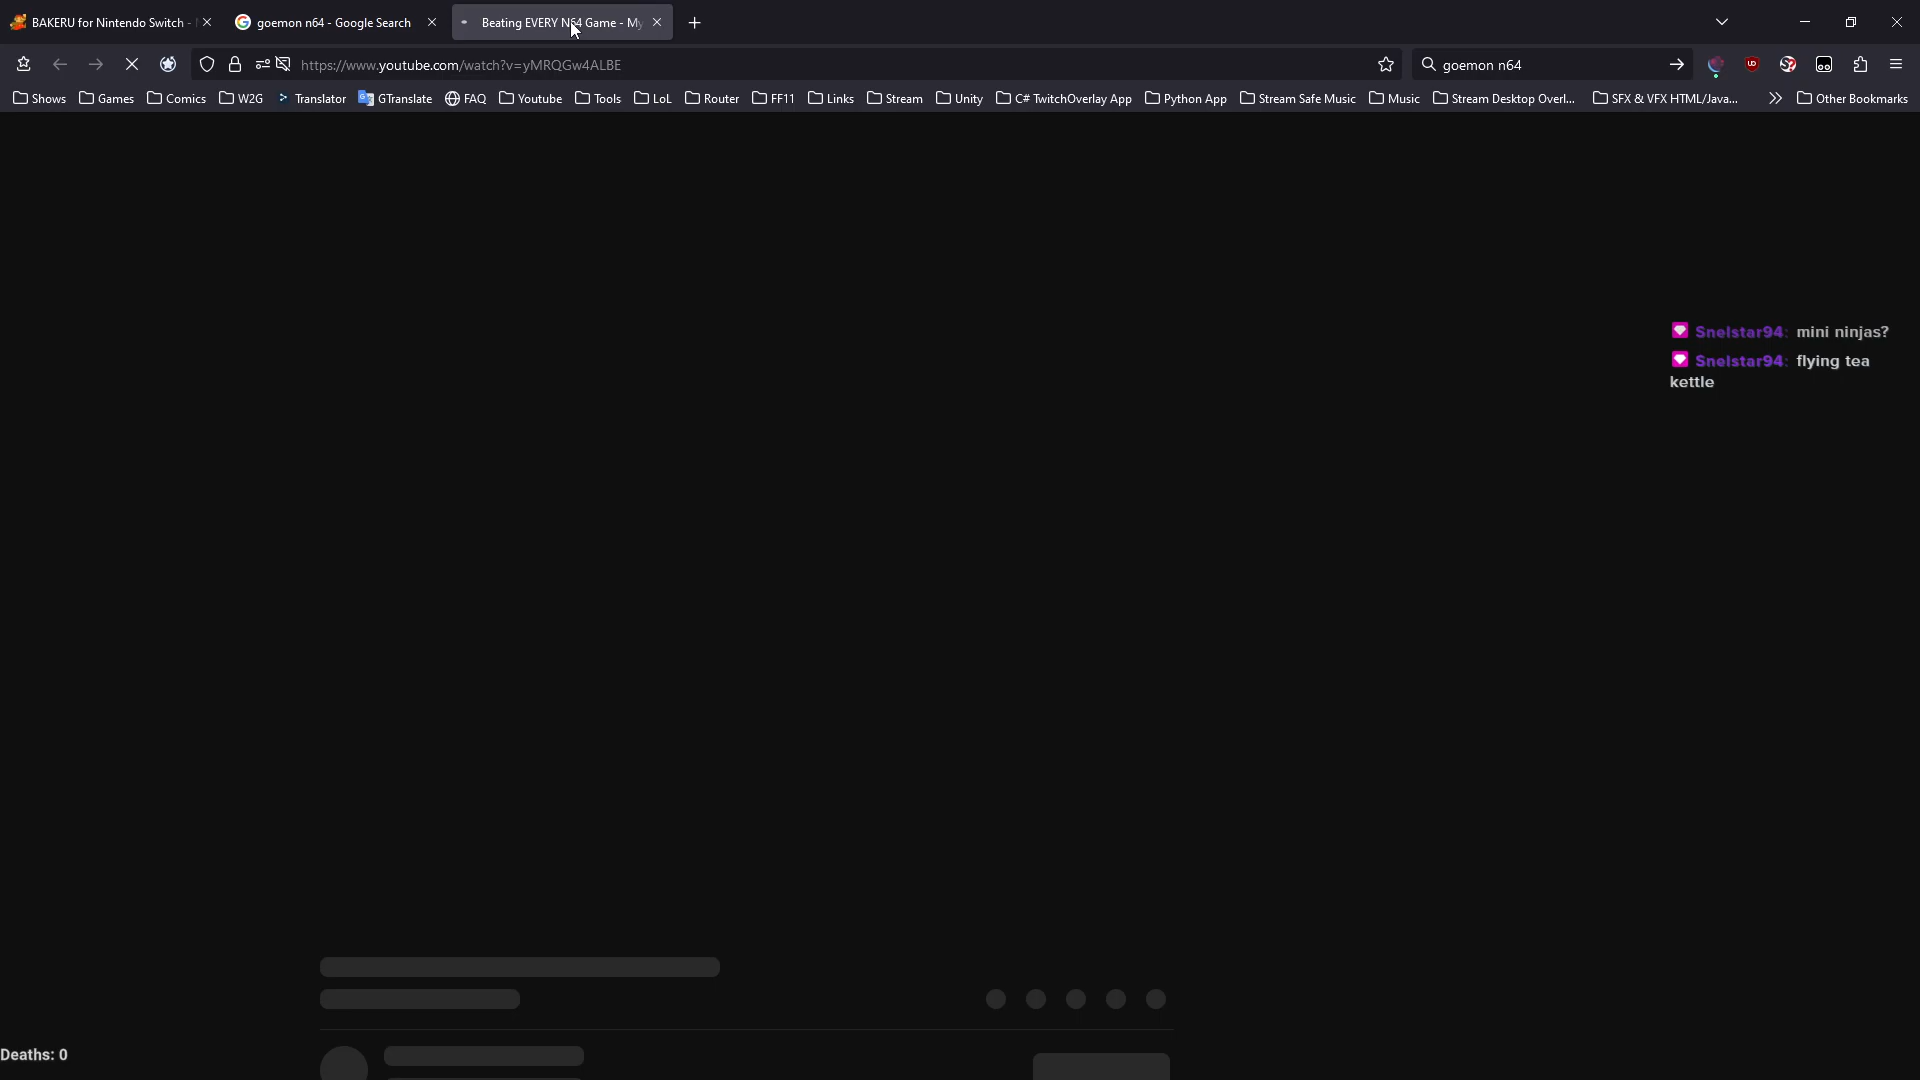 BAKERU for Nintendo Switch -
goemon n64 - Google Search
Beating EVERY N64 Game - My
https://www.youtube.com/watch?v=yMRQGw4ALBE
goemon n64
Shows
Games
Comics
W2G
Translator
GTranslate
FAQ
Youtube
Tools
LoL
Router
FF11
Links
Stream
Unity
C# TwitchOverlay App
Python App
Stream Safe Music
Music
Stream Desktop Overl...
SFX & VFX HTML/Java...
Other Bookmarks
Snelstar94: mini ninjas?
Snelstar94: flying tea
kettle
Deaths: 0